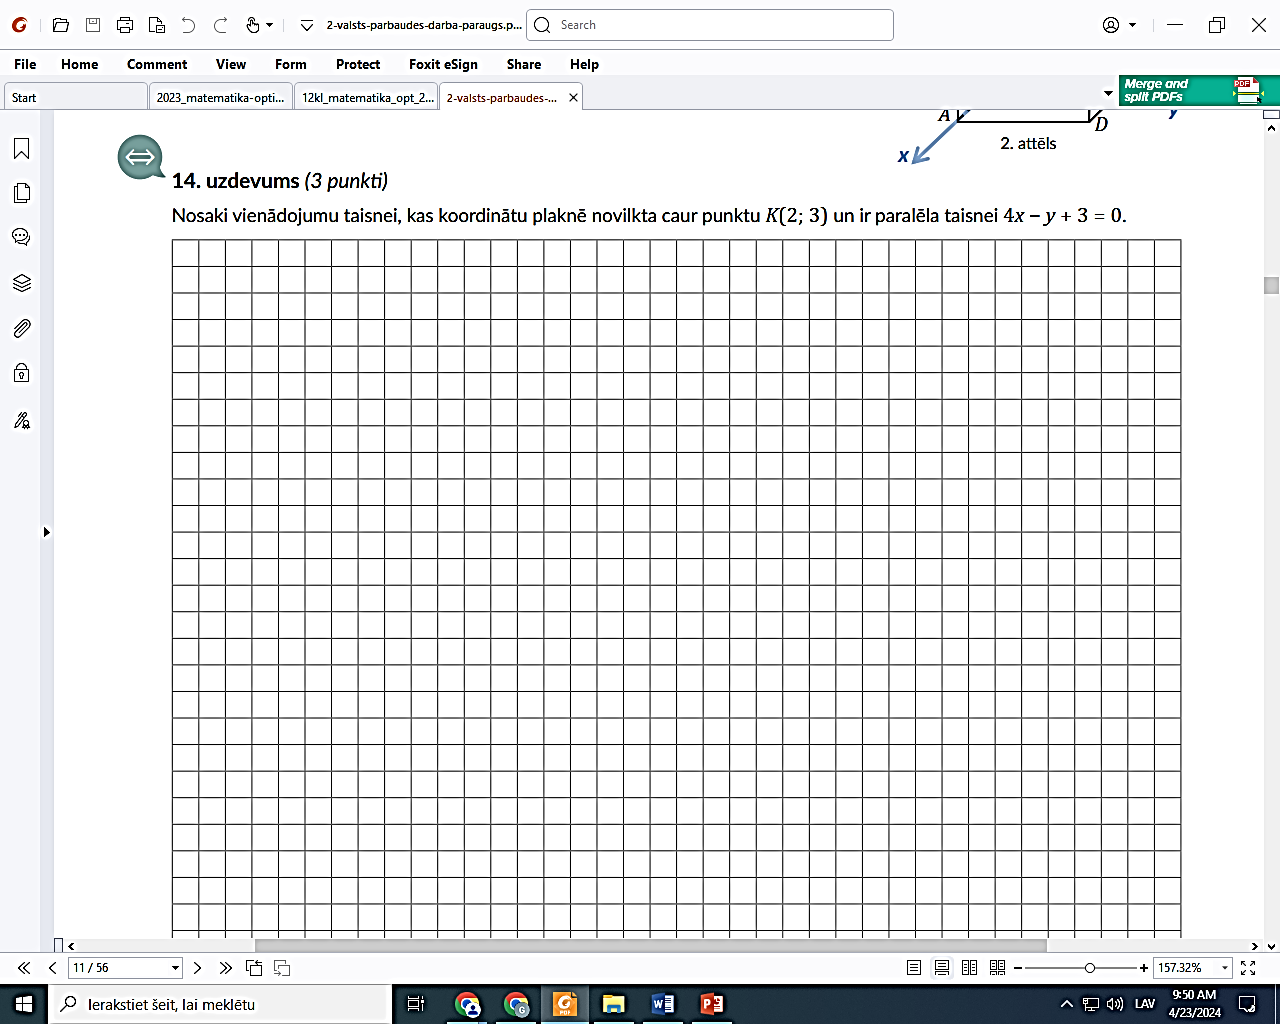 2-valsts-parbaudes-darba-paraugs.p...
Search
File Home Comment View Form Protect Foxit eSign Share Help
Start
2023_matematika-opti...
12kl_matematika_opt_2...
2-valsts-parbaudes-...
Merge and
split PDFs
A
D
x
y
2. attēls
14. uzdevums (3 punkti)
Nosaki vienādojumu taisnei, kas koordinātu plaknē novilkta caur punktu K(2; 3) un ir paralēla taisnei 4x − y + 3 = 0.
11 / 56
157.32%
Ierakstiet šeit, lai meklētu
LAV
9:50 AM
4/23/2024